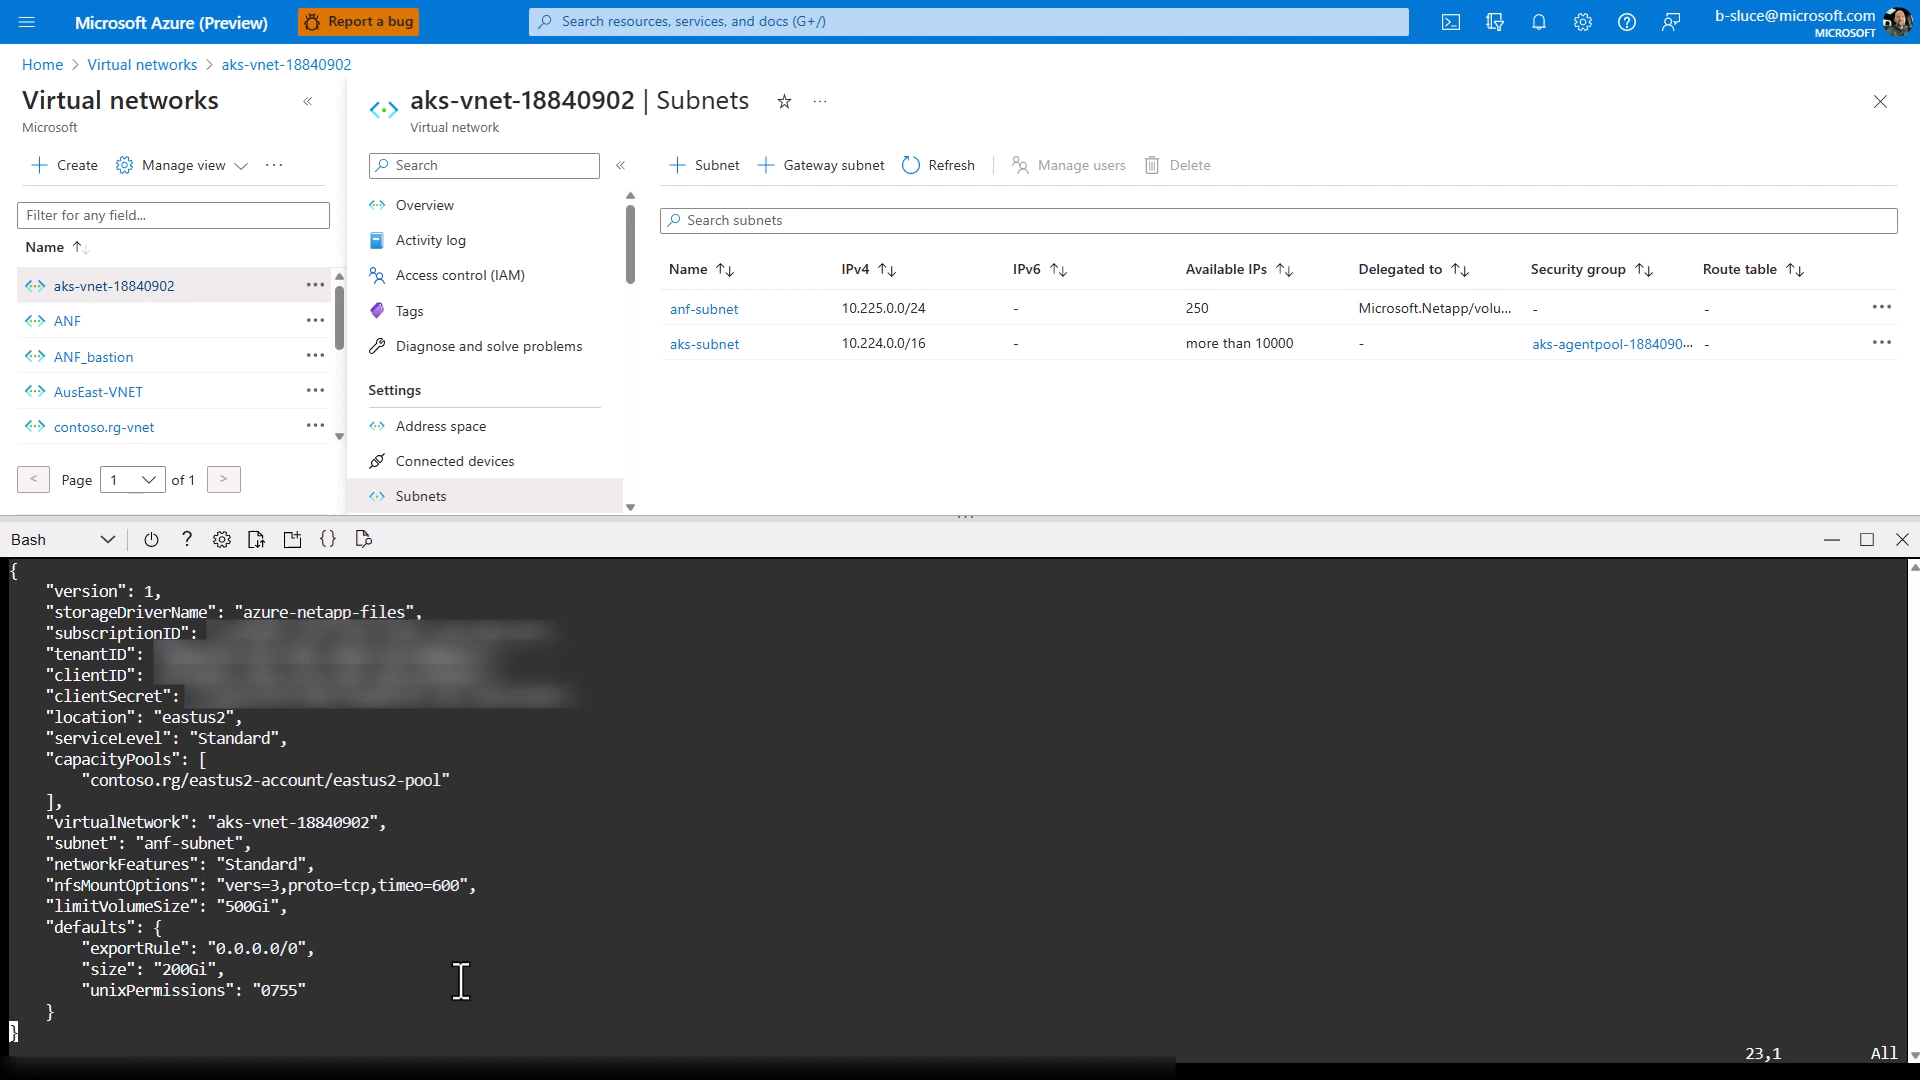 Microsoft Azure (Preview)
Report a bug
Search resources, services, and docs (G+/)
b-sluce@microsoft.com
MICROSOFT
Home > Virtual networks > aks-vnet-18840902
Virtual networks
Microsoft
+ Create Manage view ...
Filter for any field...
Name
aks-vnet-18840902
ANF
ANF_bastion
AusEast-VNET
contoso.rg-vnet
< Page 1 of 1 >
aks-vnet-18840902 | Subnets
Virtual network
Search
Overview
Activity log
Access control (IAM)
Tags
Diagnose and solve problems
Settings
Address space
Connected devices
Subnets
+ Subnet + Gateway subnet Refresh Manage users Delete
Search subnets
Name IPv4 IPv6 Available IPs Delegated to Security group Route table
anf-subnet 10.225.0.0/24 - 250 Microsoft.Netapp/volu... - -
aks-subnet 10.224.0.0/16 - more than 10000 - aks-agentpool-1884090... -
Bash
{
"version": 1,
"storageDriverName": "azure-netapp-files",
"subscriptionID":
"tenantID":
"clientID":
"clientSecret":
"location": "eastus2",
"serviceLevel": "Standard",
"capacityPools": [
"contoso.rg/eastus2-account/eastus2-pool"
],
"virtualNetwork": "aks-vnet-18840902",
"subnet": "anf-subnet",
"networkFeatures": "Standard",
"nfsMountOptions": "vers=3,proto=tcp,timeo=600",
"limitVolumeSize": "500Gi",
"defaults": {
"exportRule": "0.0.0.0/0",
"size": "200Gi",
"unixPermissions": "0755"
}
}
23,1 All